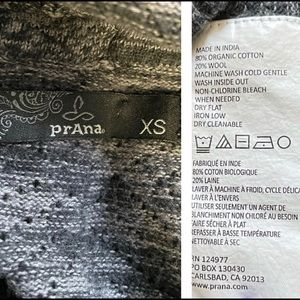 prAna
XS
MADE IN INDIA
80% ORGANIC COTTON
20% WOOL
MACHINE WASH COLD GENTLE
WASH INSIDE OUT
NON-CHLORINE BLEACH
WHEN NEEDED
DRY FLAT
IRON LOW
DRY CLEANABLE
FABRIQUÉ EN INDE
80% COTON BIOLOGIQUE
20% LAINE
LAVER À MACHINE À FROID, CYCLE DÉLICAT
LAVER À L'ENVERS
UTILISER SEULEMENT UN AGENT DE
BLANCHIMENT NON CHLORÉ AU BESOIN
FAIRE SÉCHER À PLAT
REPASSER À BASSE TEMPÉRATURE
NETTOYABLE À SEC
RN 124977
PO BOX 130430
CARLSBAD, CA 92013
www.prana.com